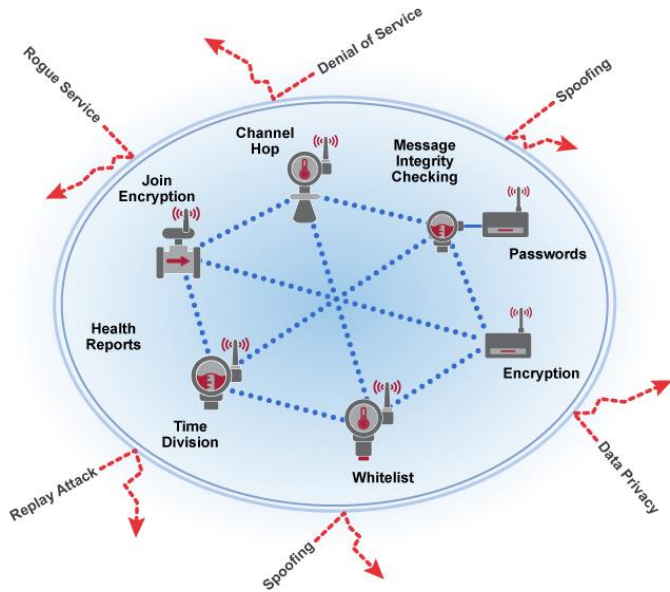 Rogue Service
Denial of Service
Spoofing
Channel
Hop
Message
Integrity
Checking
Join
Encryption
Passwords
Health
Reports
Encryption
Time
Division
Whitelist
Replay Attack
Spoofing
Data Privacy